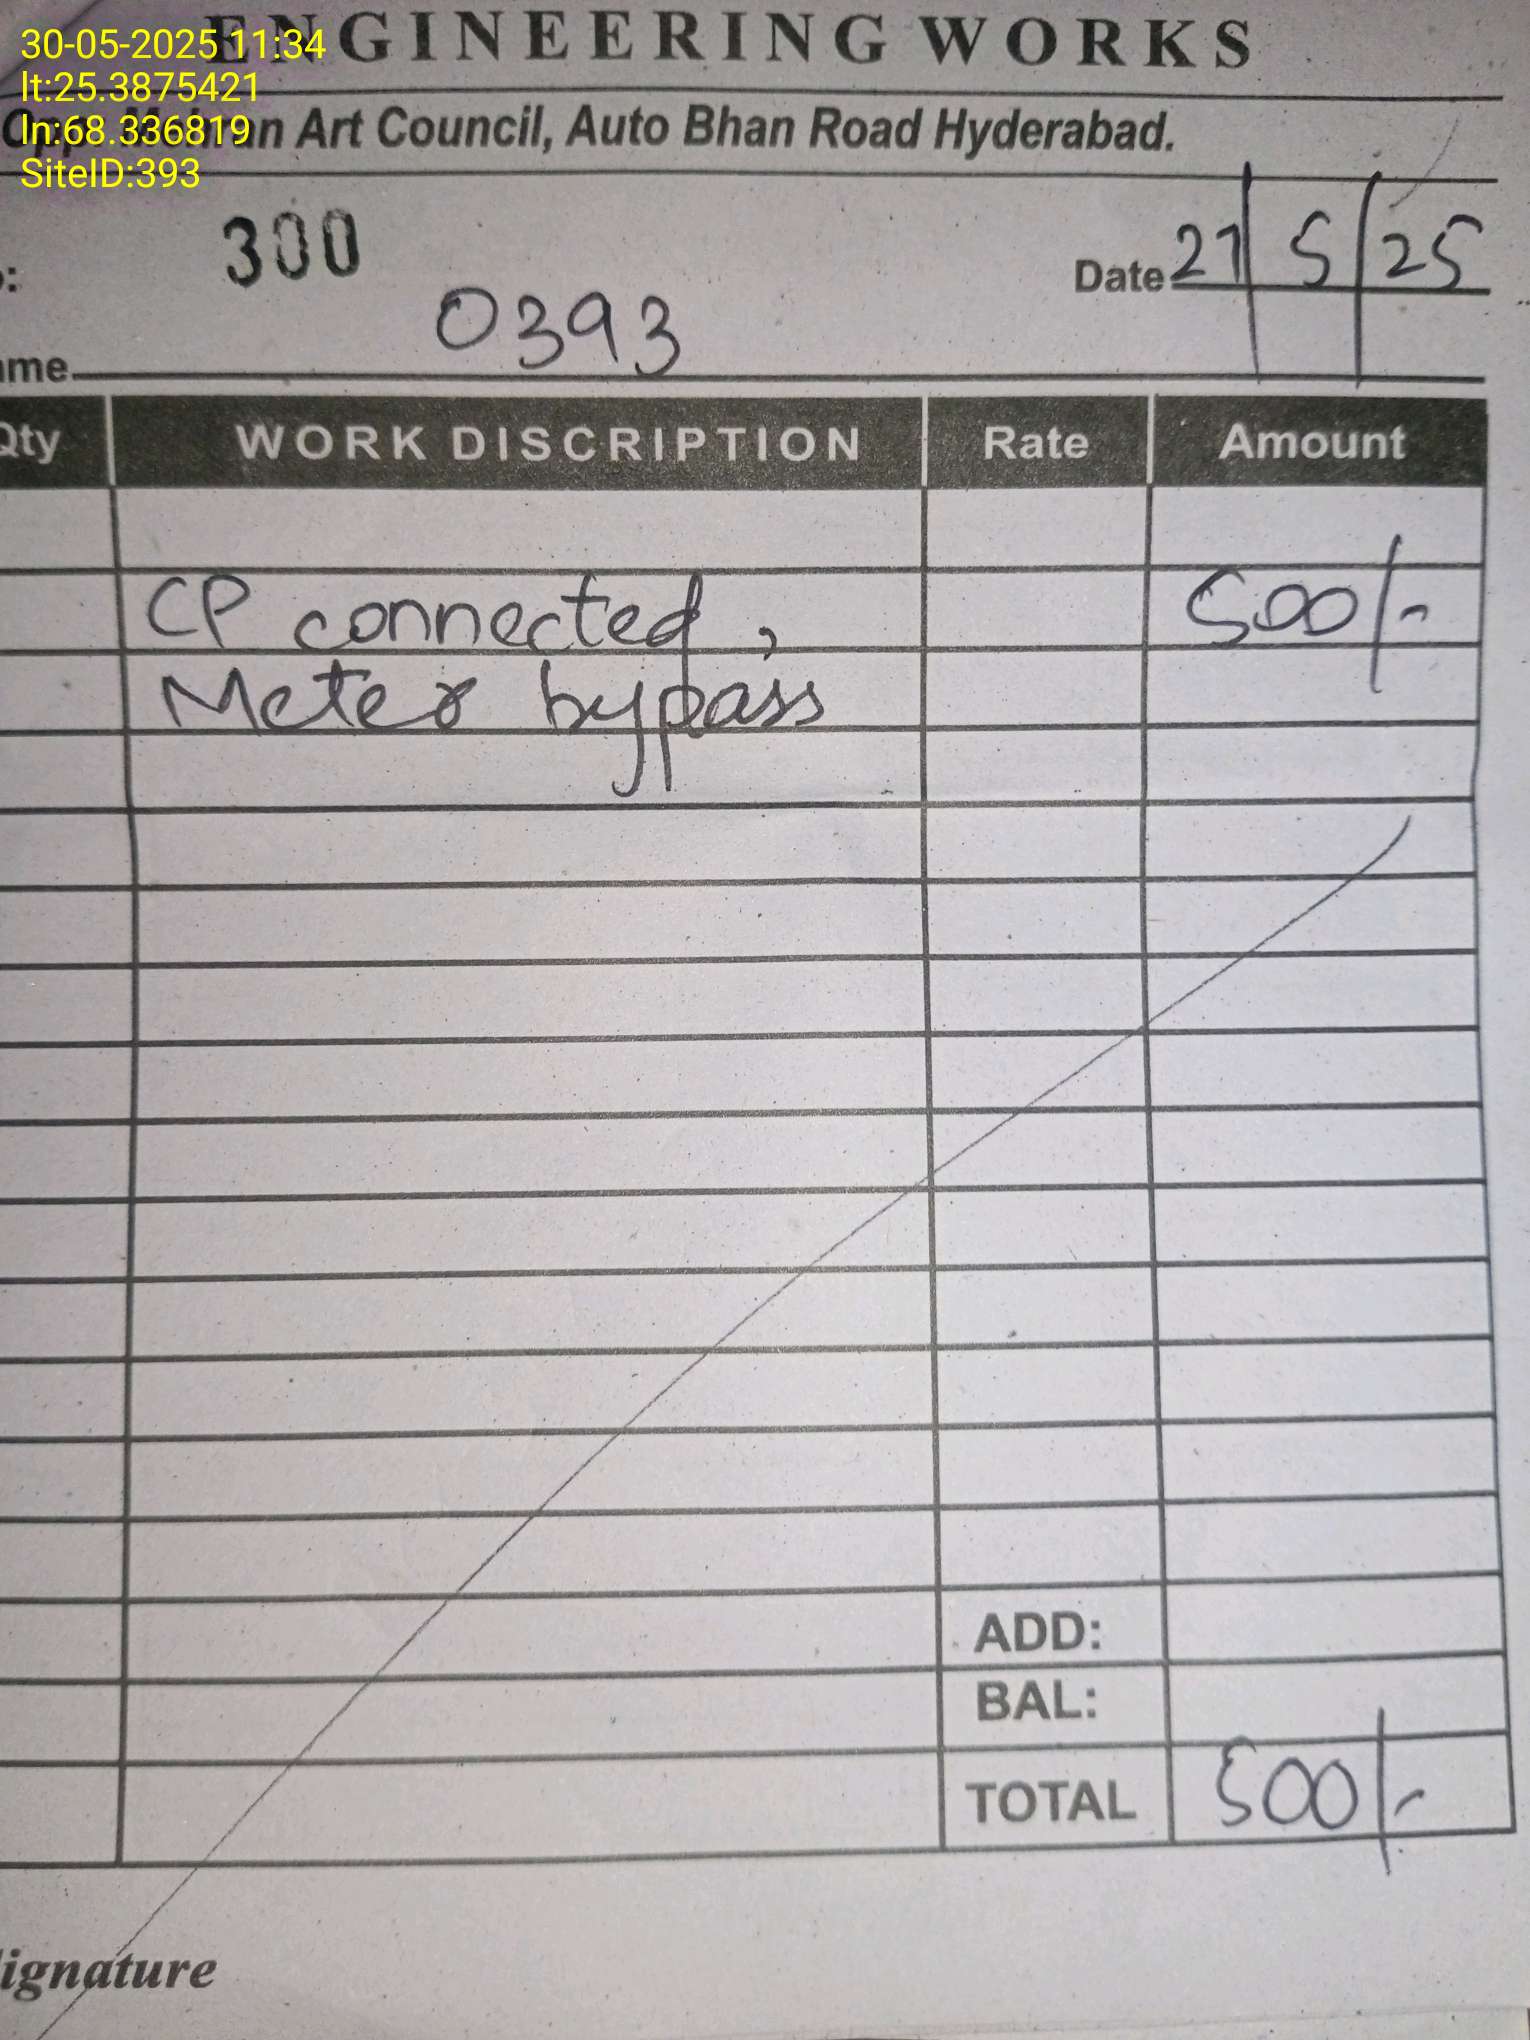 30-05-2025 11:34
lt:25.3875421
ln:68.336819
SiteID:393
ENGINEERING WORKS
Art Council, Auto Bhan Road Hyderabad.
300
Date 21 5 25
0393
ame
Qty WORK DISCRIPTION Rate Amount
CP connected, 500/-
Meter bypass
ADD:
BAL:
TOTAL 500/-
ignature